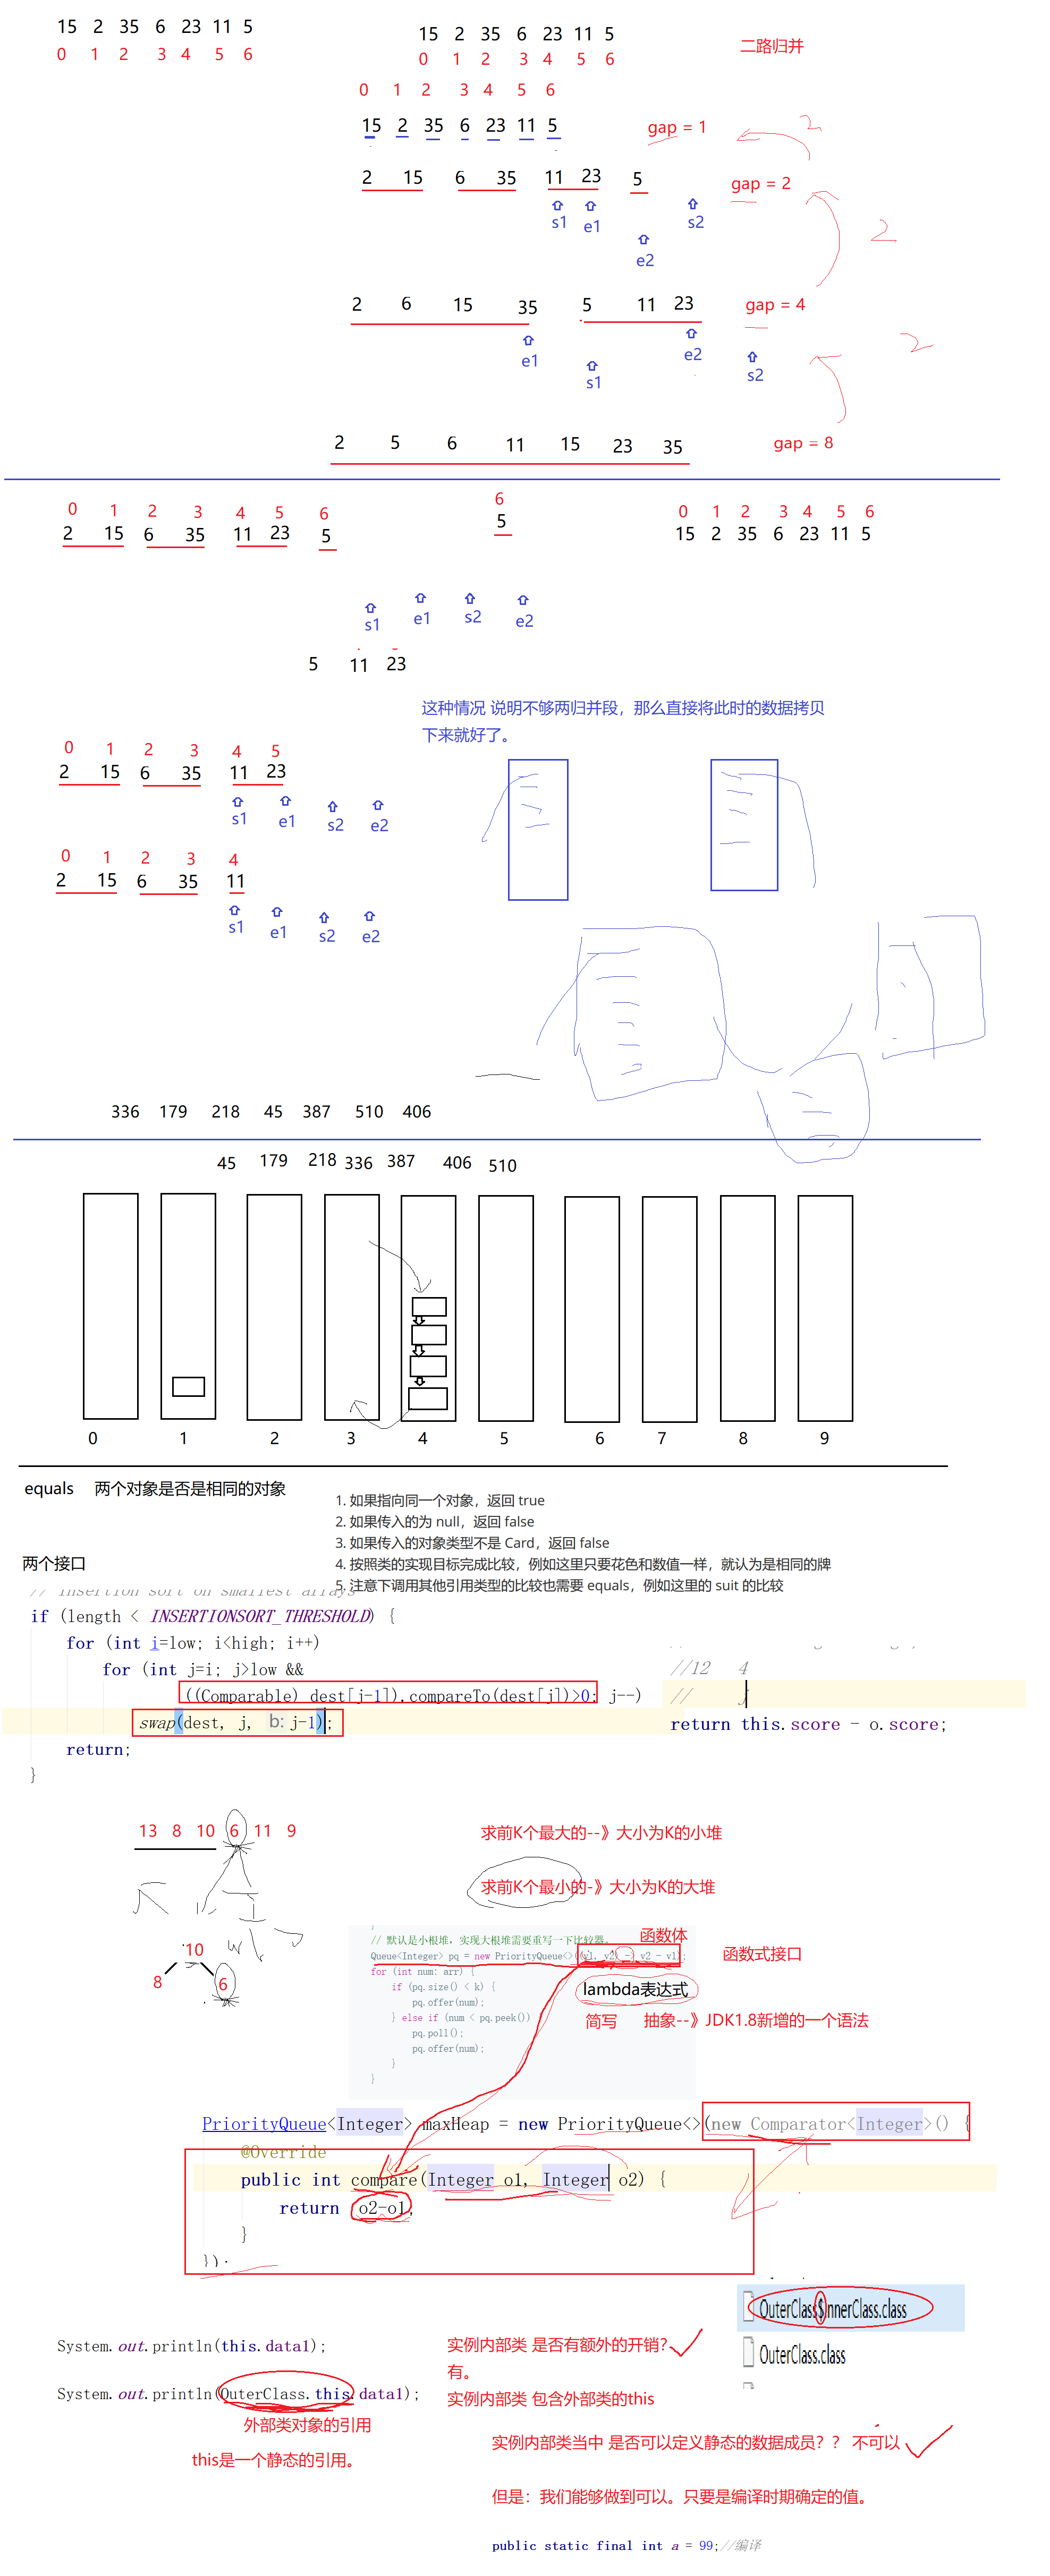 15 2 35 6 23 11 5
0 1 2 3 4 5 6
15 2 35 6 23 11 5
0 1 2 3 4 5 6
二路归并
0 1 2 3 4 5 6
15 2 35 6 23 11 5
gap = 1
2
2 15 6 35 11 23 5
gap = 2
s1 e1 s2
e2
2
2 6 15 35 5 11 23
gap = 4
e1 s1 e2 s2
2
2 5 6 11 15 23 35
gap = 8
0 1 2 3 4 5 6
2 15 6 35 11 23 5
6
5
0 1 2 3 4 5 6
15 2 35 6 23 11 5
s1 e1 s2 e2
5 11 23
这种情况 说明不够两归并段，那么直接将此时的数据拷贝
下来就好了。
0 1 2 3 4 5
2 15 6 35 11 23
s1 e1 s2 e2
0 1 2 3 4
2 15 6 35 11
s1 e1 s2 e2
336 179 218 45 387 510 406
45 179 218 336 387 406 510
0 1 2 3 4 5 6 7 8 9
equals 两个对象是否是相同的对象
1. 如果指向同一个对象，返回 true
2. 如果传入的为 null，返回 false
3. 如果传入的对象类型不是 Card，返回 false
4. 按照类的实现目标完成比较，例如这里只要花色和数值一样，就认为是相同的牌
5. 注意下调用其他引用类型的比较也需要 equals，例如这里的 suit 的比较
两个接口
// Insertion sort on smallest arrays
if (length < INSERTIONSORT_THRESHOLD) {
for (int i=low; i<high; i++)
for (int j=i; j>low &&
((Comparable) dest[j-1]).compareTo(dest[j])>0; j--)
swap(dest, j, b: j-1);
return;
}
//12 4
// j
return this.score - o.score;
13 8 10 6 11 9
求前K个最大的--》大小为K的小堆
求前K个最小的-》大小为K的大堆
10
8 6
}
// 默认是小根堆，实现大根堆需要重写一下比较器。
Queue<Integer> pq = new PriorityQueue<>((v1, v2) -> v2 - v1);
for (int num: arr) {
if (pq.size() < k) {
pq.offer(num);
} else if (num < pq.peek())
pq.poll();
pq.offer(num);
}
}
函数体
函数式接口
lambda表达式
简写 抽象--》JDK1.8新增的一个语法
PriorityQueue<Integer> maxHeap = new PriorityQueue<>(new Comparator<Integer>() {
@Override
public int compare(Integer o1, Integer o2) {
return o2-o1;
}
});
OuterClass$InnerClass.class
OuterClass.class
System.out.println(this.data1);
System.out.println(OuterClass.this.data1);
外部类对象的引用
this是一个静态的引用。
实例内部类 是否有额外的开销？
有。
实例内部类 包含外部类的this
实例内部类当中 是否可以定义静态的数据成员？？ 不可以
但是：我们能够做到可以。只要是编译时期确定的值。
public static final int a = 99;//编译